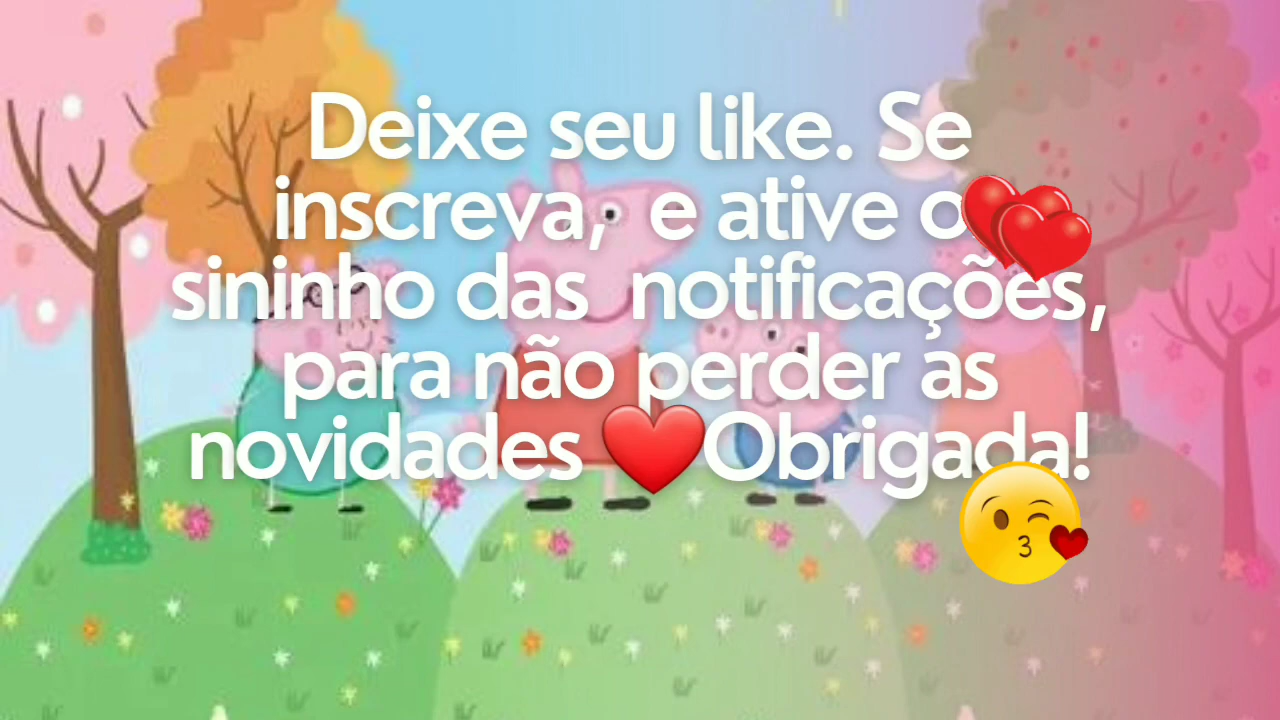 Deixe seu like. Se
inscreva, e ative o
sininho das notificações,
para não perder as
novidades ❤️Obrigada!